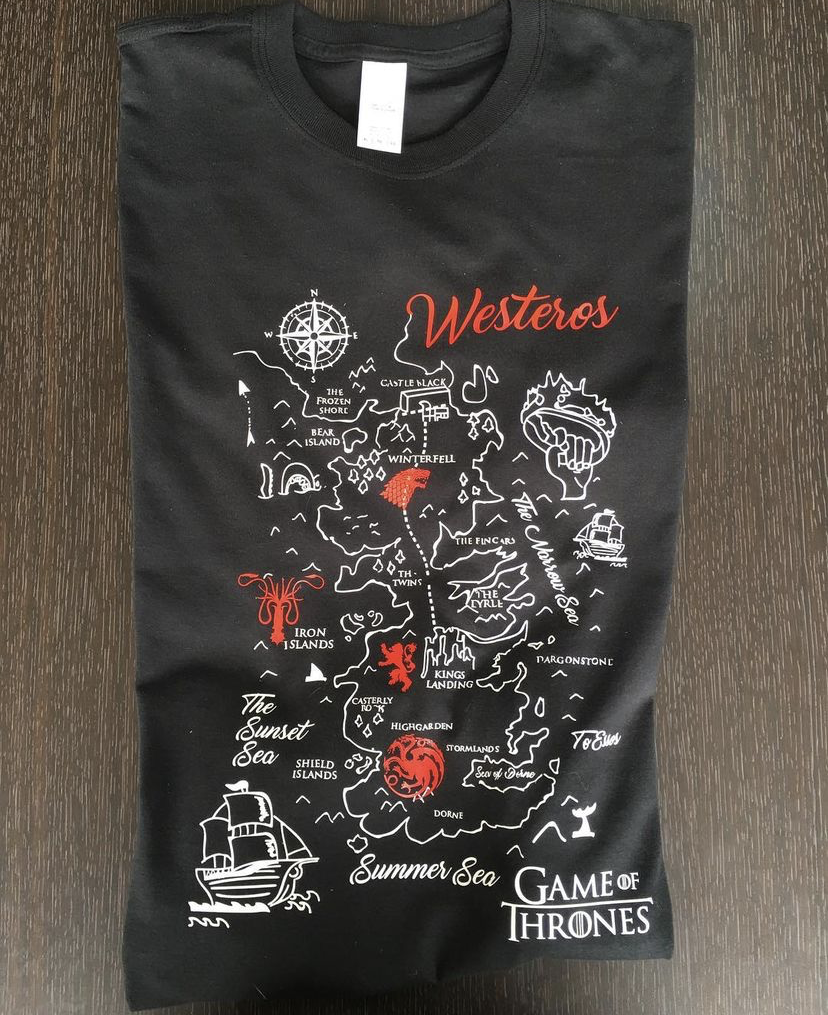 N
Westeros
W
E
S
CASTLE BLACK
THE
FROZEN
SHORE
BEAR
ISLAND
WINTERFELL
The Narrow Sea
THE FINGARS
TH-
TWINS
THE
EYRLE
IRON
ISLANDS
DARGONSTONE
KINGS
LANDING
CASTERLY
ROCK
The
Sunset
Sea
HIGHGARDEN
STORMLANDS
To Essos
SHIELD
ISLANDS
Sea of Dorne
DORNE
Summer Sea
GAME OF
THRONES